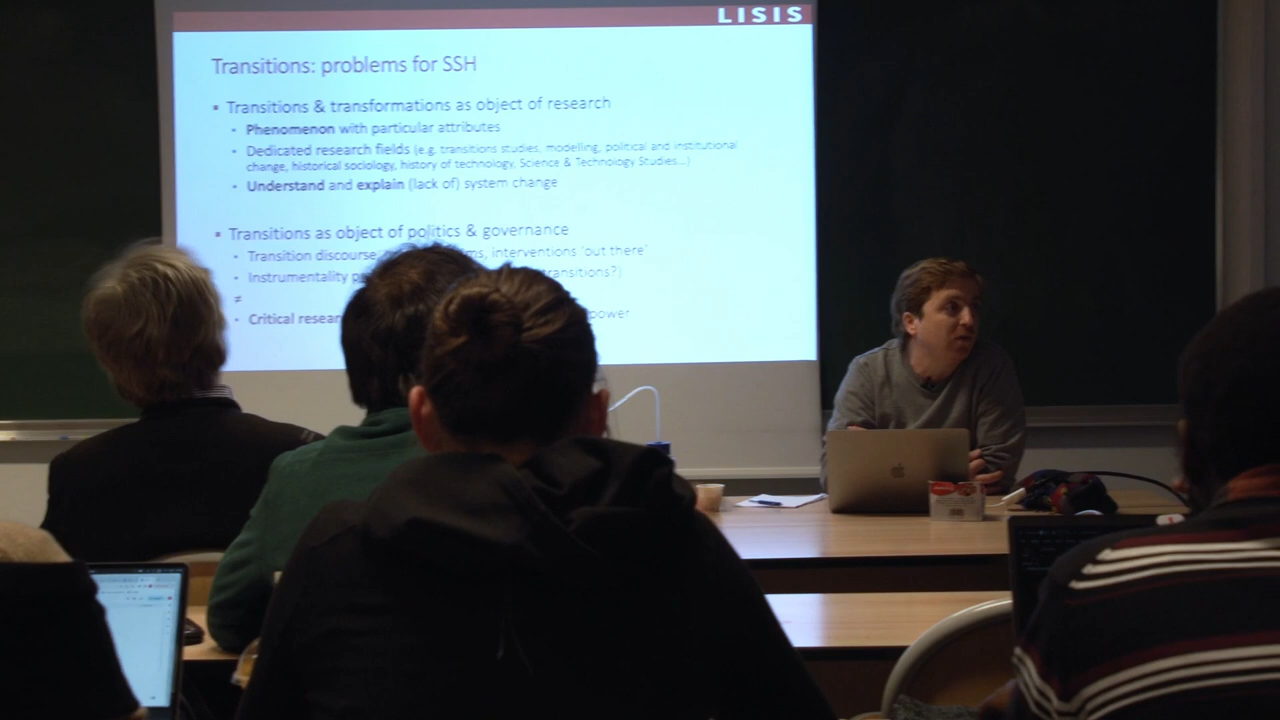 LISIS
Transitions: problems for SSH
Transitions & transformations as object of research
Phenomenon with particular attributes
Dedicated research fields (e.g. transitions studies, modelling, political and institutional
change, historical sociology, history of technology, Science & Technology Studies...)
Understand and explain (lack of) system change
Transitions as object of politics & governance
Transition discourse, interventions 'out there'
Instrumentality transitions?)
≠
Critical power